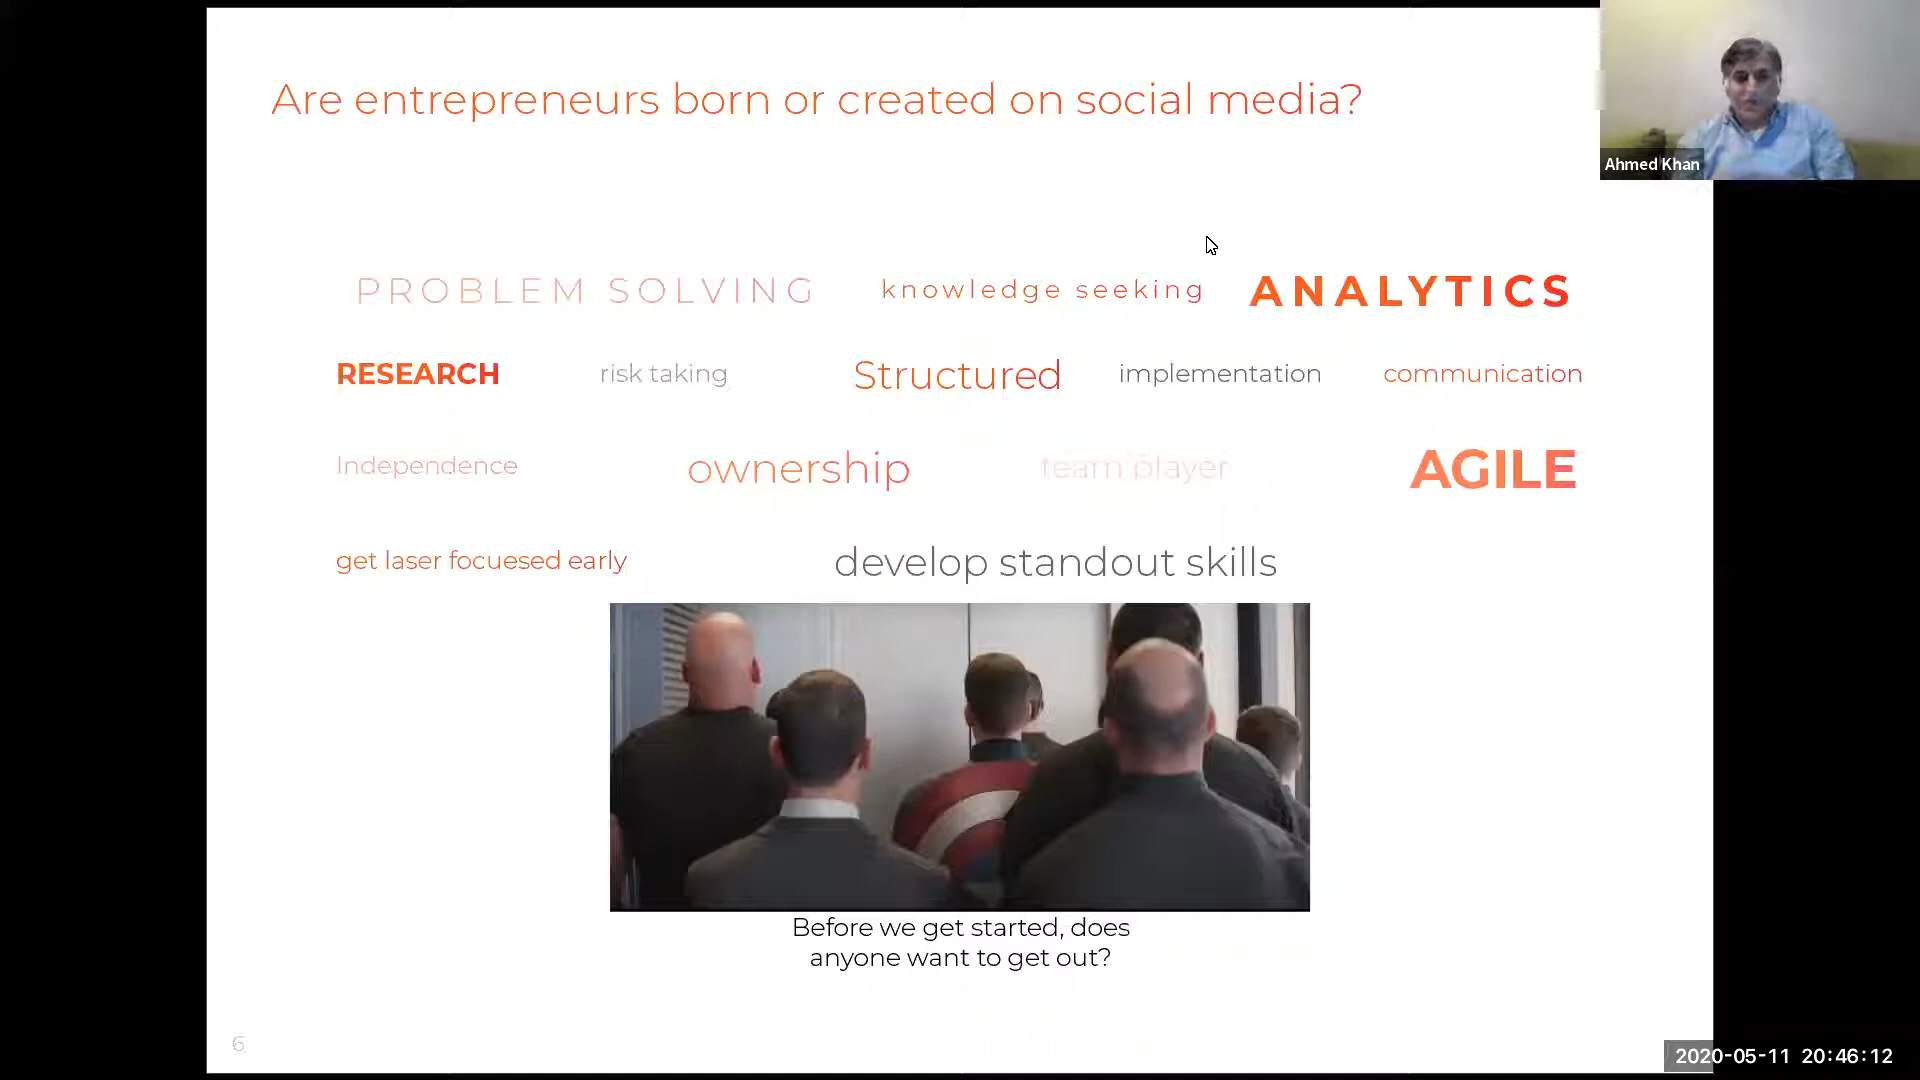 Are entrepreneurs born or created on social media?
Ahmed Khan
PROBLEM SOLVING knowledge seeking ANALYTICS
RESEARCH risk taking Structured implementation communication
Independence ownership team player AGILE
get laser focuesed early develop standout skills
Before we get started, does
anyone want to get out?
6
2020-05-11 20:46:12